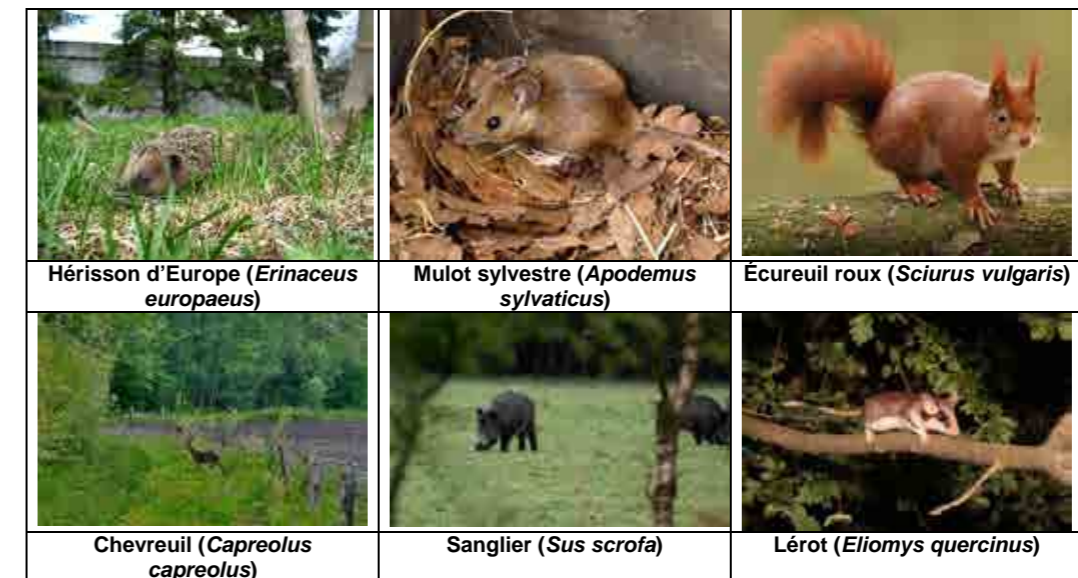 Hérisson d’Europe (Erinaceus europaeus)
Mulot sylvestre (Apodemus sylvaticus)
Écureuil roux (Sciurus vulgaris)
Chevreuil (Capreolus capreolus)
Sanglier (Sus scrofa)
Lérot (Eliomys quercinus)